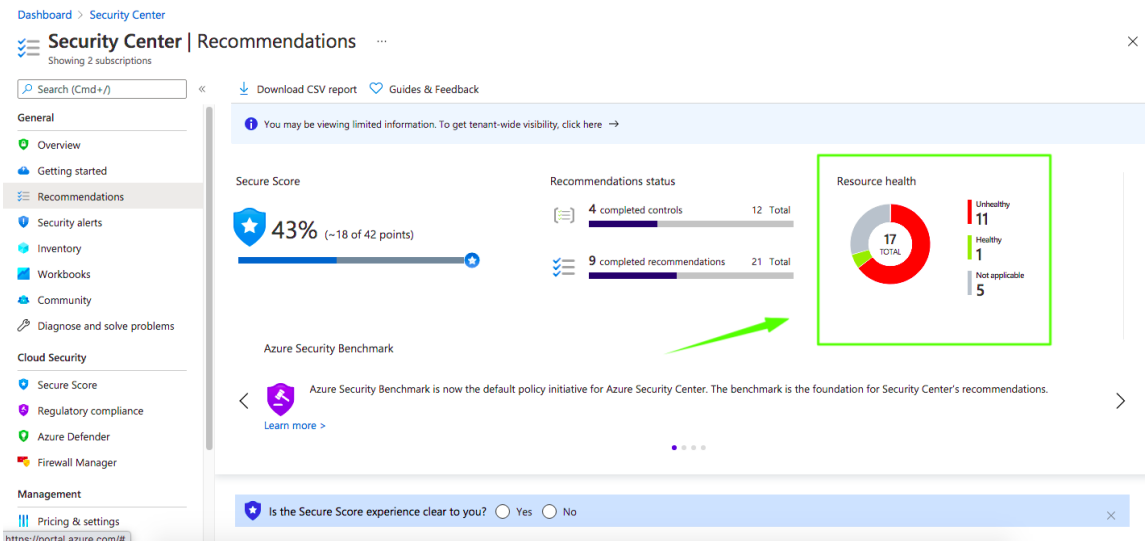 Dashboard > Security Center
Security Center | Recommendations ...
Showing 2 subscriptions
Search (Cmd+/)
«
Download CSV report
Guides & Feedback
General
Overview
Getting started
Recommendations
Security alerts
Inventory
Workbooks
Community
Diagnose and solve problems
Cloud Security
Secure Score
Regulatory compliance
Azure Defender
Firewall Manager
Management
Pricing & settings
https://portal.azure.com/#
You may be viewing limited information. To get tenant-wide visibility, click here →
Secure Score
43% (~18 of 42 points)
Recommendations status
4 completed controls 12 Total
9 completed recommendations 21 Total
Resource health
17
TOTAL
Unhealthy
11
Healthy
1
Not applicable
5
Azure Security Benchmark
Azure Security Benchmark is now the default policy initiative for Azure Security Center. The benchmark is the foundation for Security Center's recommendations.
Learn more >
Is the Secure Score experience clear to you? Yes No